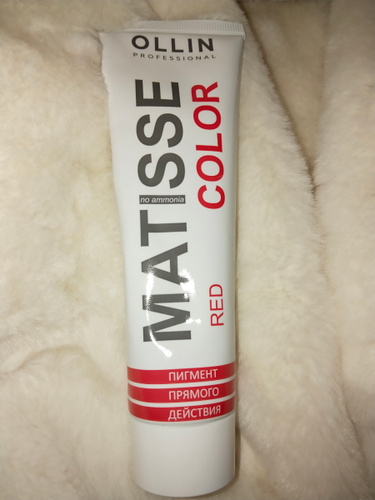 OLLIN
PROFESSIONAL
MATISSE
no ammonia
COLOR
RED
ПИГМЕНТ
ПРЯМОГО
ДЕЙСТВИЯ